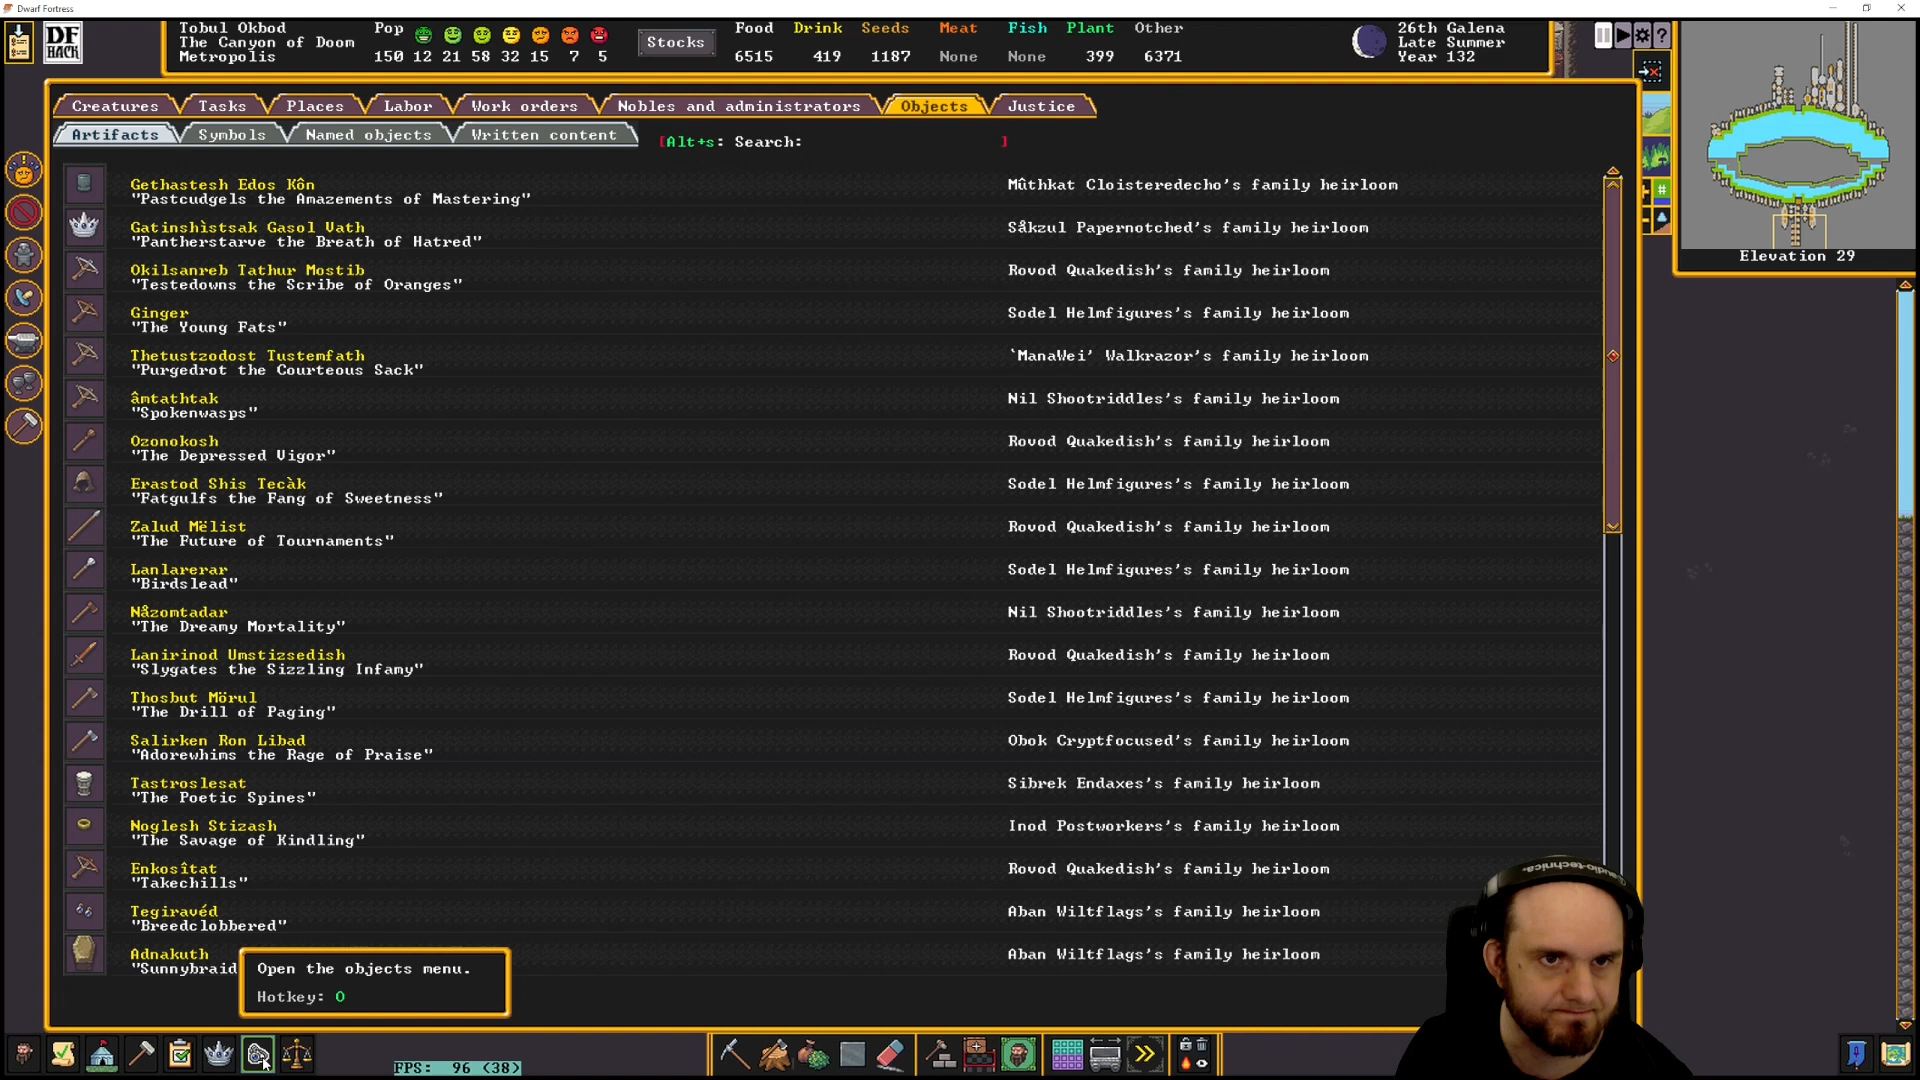 Dwarf Fortress
DF
HACK
Tobul Okbod
The Canyon of Doom
Metropolis
Pop
150 12 21 58 32 15 7 5
Stocks
Food Drink Seeds Meat Fish Plant Other
6515 419 1187 None None 399 6371
26th Galena
Late Summer
Year 132
Elevation 29
Creatures Tasks Places Labor Work orders Nobles and administrators Objects Justice
Artifacts Symbols Named objects Written content
[Alt+s: Search: ]
Gethastesh Edos Kôn
"Pastcudgels the Amazements of Mastering"
Mûthkat Cloisteredecho's family heirloom
Gatinshìtsak Gasol Vath
"Pantherstarve the Breath of Hatred"
Såkzul Papernotched's family heirloom
Okilsanreb Tathur Mostib
"Testedowns the Scribe of Oranges"
Rovod Quakedish's family heirloom
Ginger
"The Young Fats"
Sodel Helmfigures's family heirloom
Thetustzodost Tustemfath
"Purgedrot the Courteous Sack"
`ManaWei' Walkrazor's family heirloom
âmtathtak
"Spokenwasps"
Nil Shootriddles's family heirloom
Ozonokosh
"The Depressed Vigor"
Rovod Quakedish's family heirloom
Erastod Shis Tecàk
"Fatgulfs the Fang of Sweetness"
Sodel Helmfigures's family heirloom
Zalud Mëlist
"The Future of Tournaments"
Rovod Quakedish's family heirloom
Lanlarerar
"Birdslead"
Sodel Helmfigures's family heirloom
Nåzomtadar
"The Dreamy Mortality"
Nil Shootriddles's family heirloom
Lanirinod Umstizsedish
"Slygates the Sizzling Infamy"
Rovod Quakedish's family heirloom
Thosbut Mörul
"The Drill of Paging"
Sodel Helmfigures's family heirloom
Salirken Ron Libad
"Adorewhims the Rage of Praise"
Obok Cryptfocused's family heirloom
Tastroslesat
"The Poetic Spines"
Sibrek Endaxes's family heirloom
Noglesh Stizash
"The Savage of Kindling"
Inod Postworkers's family heirloom
Enkosîtat
"Takechills"
Rovod Quakedish's family heirloom
Tegiravéd
"Breedclobbered"
Aban Wiltflags's family heirloom
Adnakuth
"Sunnybraid
Aban Wiltflags's family heirloom
Open the objects menu.
Hotkey: O
FPS: 96 (38)
audio-technica